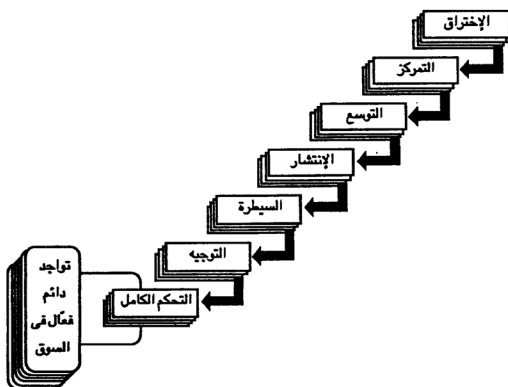 الإختراق
التمركز
التوسع
الإنتشار
السيطرة
التوجيه
التحكم الكامل
تواجد
دائم
فعّال فى
السوق